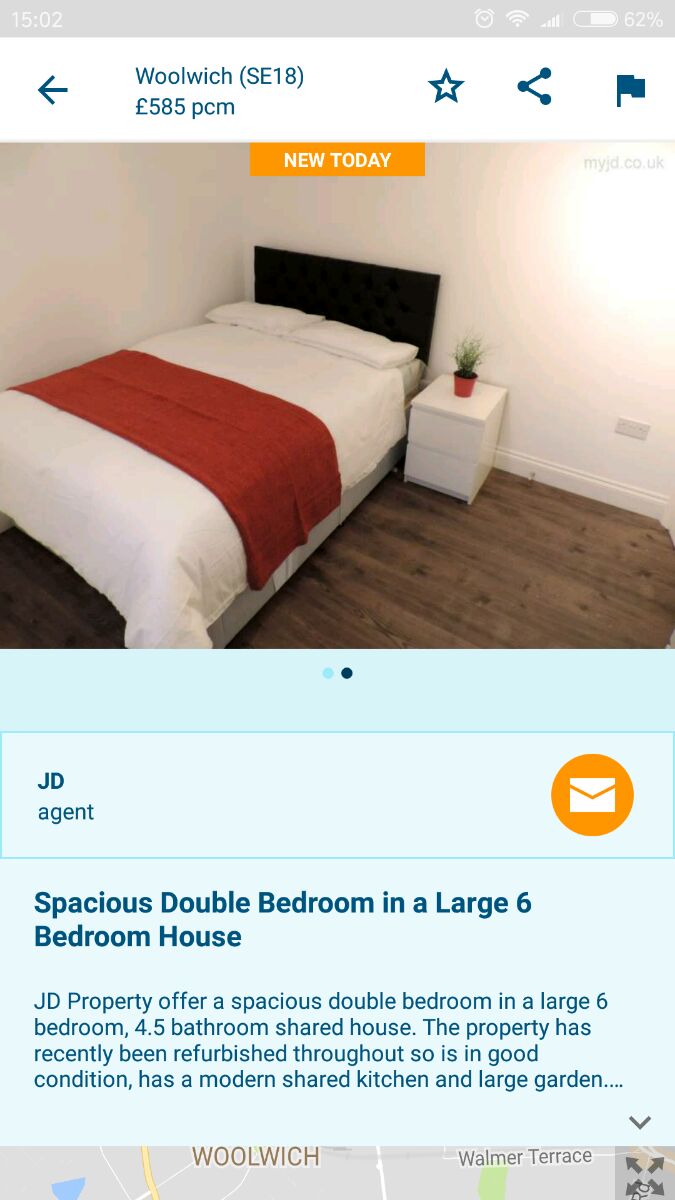 15:02
62%
Woolwich (SE18)
£585 pcm
NEW TODAY
myjd.co.uk
JD
agent
Spacious Double Bedroom in a Large 6
Bedroom House
JD Property offer a spacious double bedroom in a large 6
bedroom, 4.5 bathroom shared house. The property has
recently been refurbished throughout so is in good
condition, has a modern shared kitchen and large garden....
WOOLWICH
Walmer Terrace